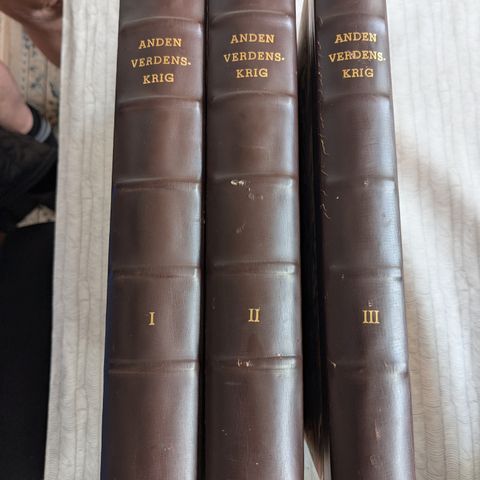 ANDEN
VERDENS-
KRIG
I
ANDEN
VERDENS-
KRIG
II
ANDEN
VERDENS-
KRIG
III